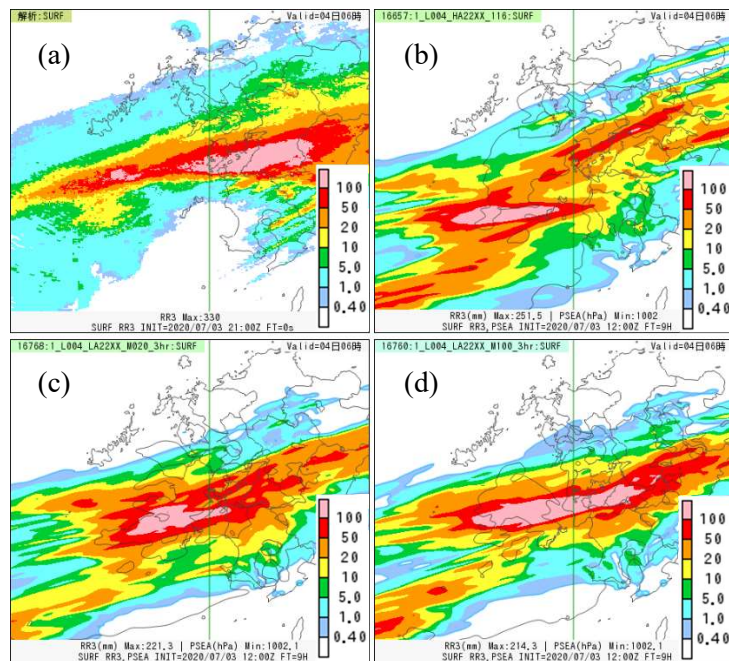 解析:SURF
Valid=04日06時
(a)
100
50
20
10
5.0
1.0
0.40
RR3 Max:330
SURF RR3 INIT=2020/07/03 21:00Z FT=0s
16657:1_L004_HA22XX_116:SURF
Valid=04日06時
(b)
100
50
20
10
5.0
1.0
0.40
RR3(mm) Max:251.5 | PSEA(hPa) Min:1002
SURF RR3,PSEA INIT=2020/07/03 12:00Z FT=9H
16768:1_L004_LA22XX_M020_3hr:SURF
Valid=04日06時
(c)
100
50
20
10
5.0
1.0
0.40
RR3(mm) Max:221.3 | PSEA(hPa) Min:1002.1
SURF RR3,PSEA INIT=2020/07/03 12:00Z FT=9H
16760:1_L004_LA22XX_M100_3hr:SURF
Valid=04日06時
(d)
100
50
20
10
5.0
1.0
0.40
RR3(mm) Max:214.3 | PSEA(hPa) Min:1002.1
SURF RR3,PSEA INIT=2020/07/03 12:00Z FT=9H